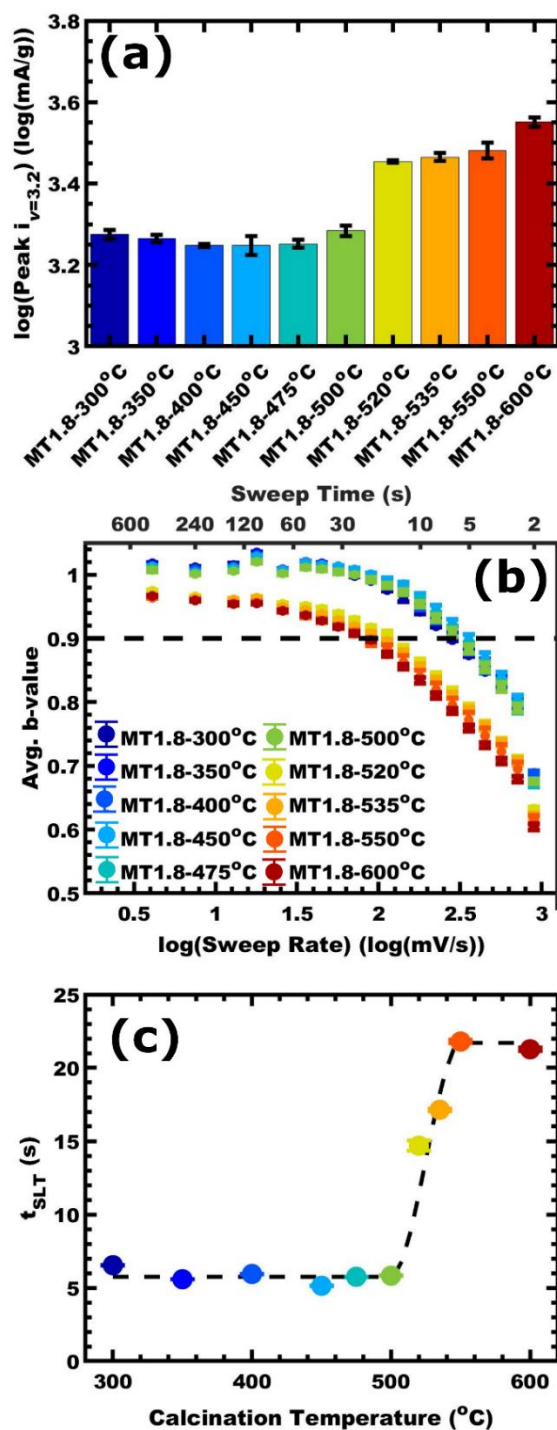 (a)
log(Peak i_{v=3.2}) (log(mA/g))
3.8
3.6
3.4
3.2
3
MT1.8-300°C
MT1.8-350°C
MT1.8-400°C
MT1.8-450°C
MT1.8-475°C
MT1.8-500°C
MT1.8-520°C
MT1.8-535°C
MT1.8-550°C
MT1.8-600°C
Sweep Time (s)
600 240 120 60 30 10 5 2
(b)
Avg. b-value
1
0.9
0.8
0.7
0.6
0.5
MT1.8-300°C MT1.8-500°C
MT1.8-350°C MT1.8-520°C
MT1.8-400°C MT1.8-535°C
MT1.8-450°C MT1.8-550°C
MT1.8-475°C MT1.8-600°C
0.5 1 1.5 2 2.5 3
log(Sweep Rate) (log(mV/s))
(c)
t_{SLT} (s)
25
20
15
10
5
0
300 400 500 600
Calcination Temperature (°C)